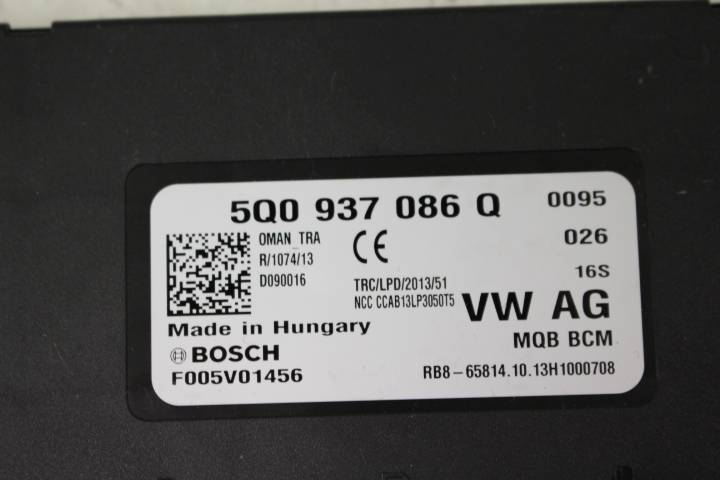 5Q0 937 086 Q 0095
026
16S
OMAN_TRA
R/1074/13
D090016
CE
TRC/LPD/2013/51
NCC CCAB13LP3050T5
VW AG
Made in Hungary
MQB BCM
BOSCH
F005V01456
RB8-65814.10.13H1000708